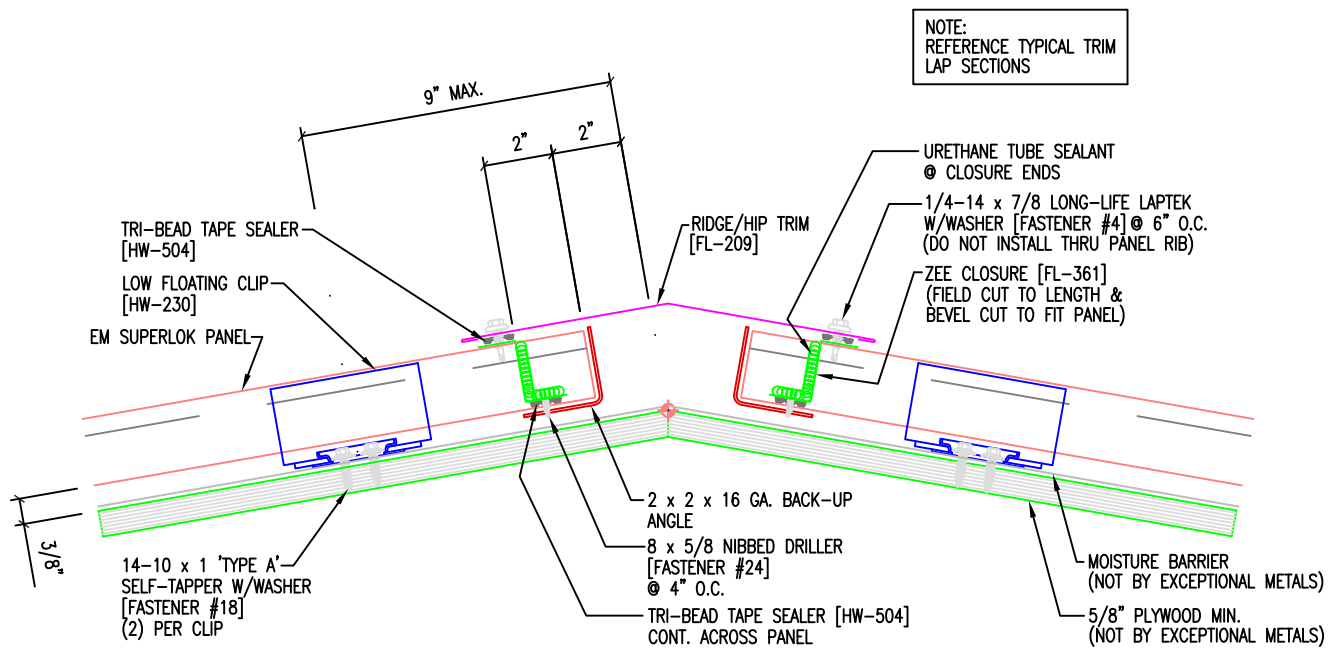 NOTE:
REFERENCE TYPICAL TRIM
LAP SECTIONS
9" MAX.
2"
2"
TRI-BEAD TAPE SEALER
[HW-504]
LOW FLOATING CLIP
[HW-230]
EM SUPERLOK PANEL
RIDGE/HIP TRIM
[FL-209]
URETHANE TUBE SEALANT
@ CLOSURE ENDS
1/4-14 x 7/8 LONG-LIFE LAPTEK
W/WASHER [FASTENER #4] @ 6" O.C.
(DO NOT INSTALL THRU PANEL RIB)
ZEE CLOSURE [FL-361]
(FIELD CUT TO LENGTH &
BEVEL CUT TO FIT PANEL)
3/8"
14-10 x 1 'TYPE A'
SELF-TAPPER W/WASHER
[FASTENER #18]
(2) PER CLIP
2 x 2 x 16 GA. BACK-UP
ANGLE
8 x 5/8 NIBBED DRILLER
[FASTENER #24]
@ 4" O.C.
TRI-BEAD TAPE SEALER [HW-504]
CONT. ACROSS PANEL
MOISTURE BARRIER
(NOT BY EXCEPTIONAL METALS)
5/8" PLYWOOD MIN.
(NOT BY EXCEPTIONAL METALS)